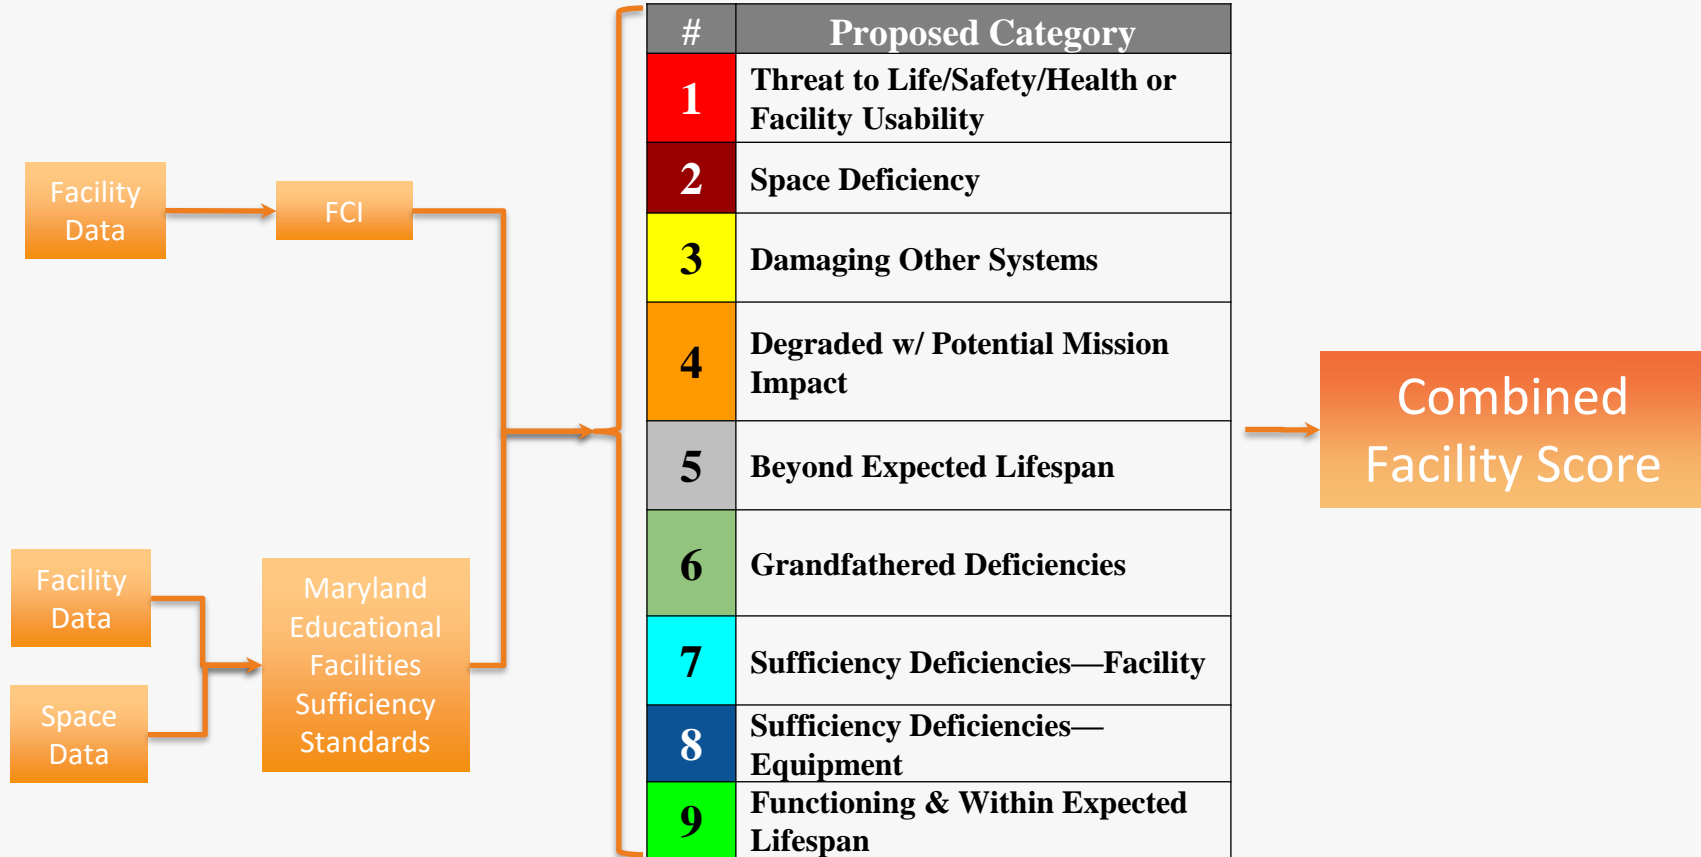 Facility
Data
FCI
Facility
Data
Space
Data
Maryland
Educational
Facilities
Sufficiency
Standards
# Proposed Category
1 Threat to Life/Safety/Health or
Facility Usability
2 Space Deficiency
3 Damaging Other Systems
4 Degraded w/ Potential Mission
Impact
5 Beyond Expected Lifespan
6 Grandfathered Deficiencies
7 Sufficiency Deficiencies—Facility
8 Sufficiency Deficiencies—
Equipment
9 Functioning & Within Expected
Lifespan
Combined
Facility Score